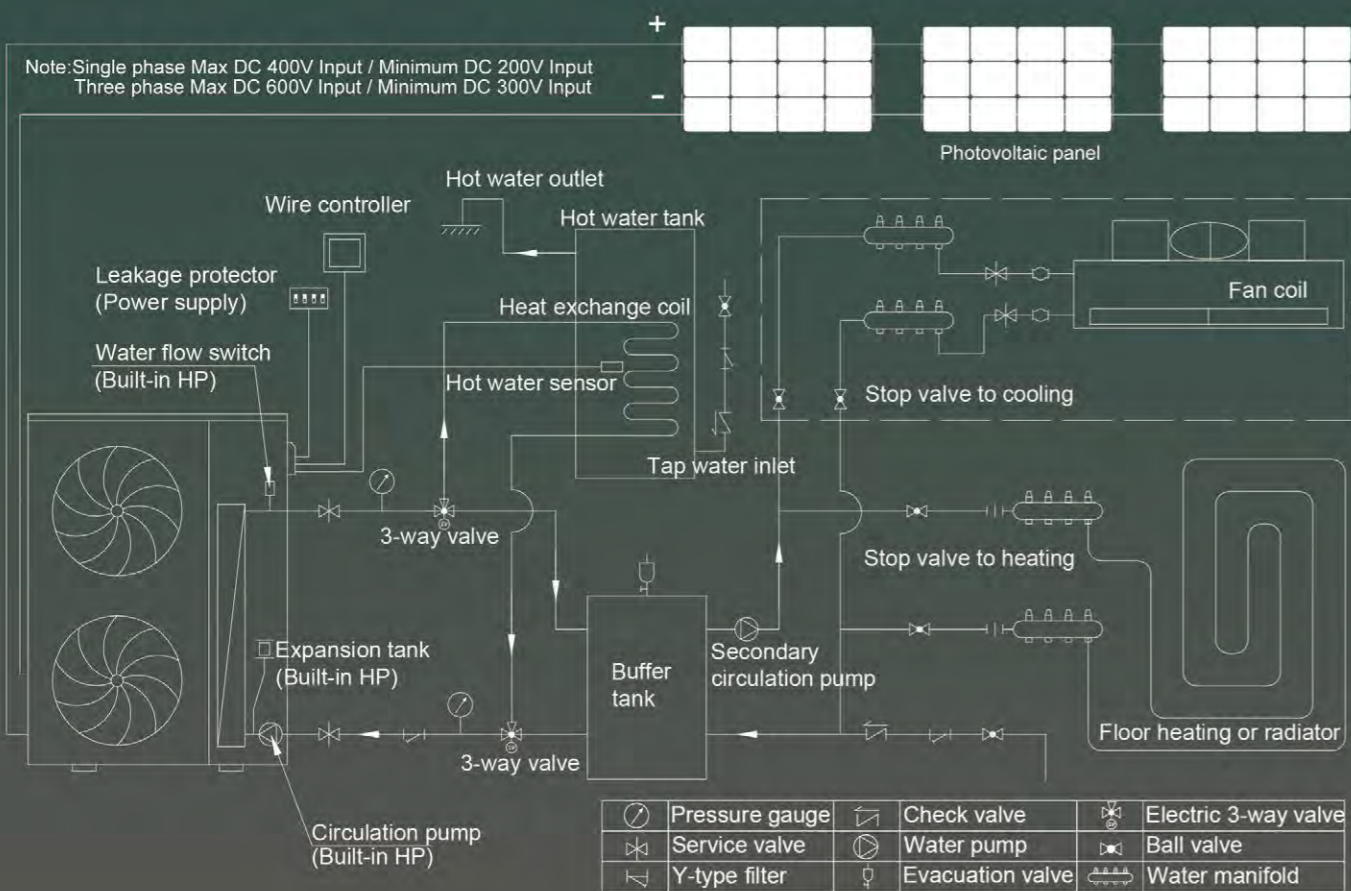 +
Note:Single phase Max DC 400V Input / Minimum DC 200V Input
Three phase Max DC 600V Input / Minimum DC 300V Input
-
Photovoltaic panel
Hot water outlet
Wire controller
Hot water tank
Leakage protector
(Power supply)
Heat exchange coil
Fan coil
Water flow switch
(Built-in HP)
Hot water sensor
Stop valve to cooling
Tap water inlet
3-way valve
Stop valve to heating
Expansion tank
(Built-in HP)
Buffer
tank
Secondary
circulation pump
Floor heating or radiator
3-way valve
Circulation pump
(Built-in HP)
Pressure gauge
Check valve
Electric 3-way valve
Service valve
Water pump
Ball valve
Y-type filter
Evacuation valve
Water manifold